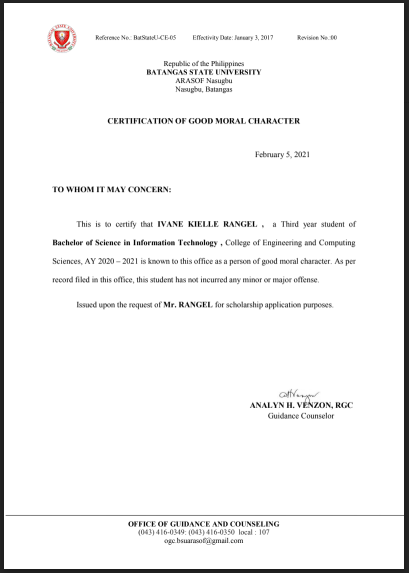 Reference No.: BatStateU-CE-05 Effectivity Date: January 3, 2017 Revision No.:00
Republic of the Philippines
BATANGAS STATE UNIVERSITY
ARASOF Nasugbu
Nasugbu, Batangas
CERTIFICATION OF GOOD MORAL CHARACTER
February 5, 2021
TO WHOM IT MAY CONCERN:
This is to certify that IVANE KIELLE RANGEL , a Third year student of
Bachelor of Science in Information Technology , College of Engineering and Computing
Sciences, AY 2020 – 2021 is known to this office as a person of good moral character. As per
record filed in this office, this student has not incurred any minor or major offense.
Issued upon the request of Mr. RANGEL for scholarship application purposes.
ANALYN H. VENZON, RGC
Guidance Counselor
OFFICE OF GUIDANCE AND COUNSELING
(043) 416-0349: (043) 416-0350 local : 107
ogc.bsuarasof@gmail.com